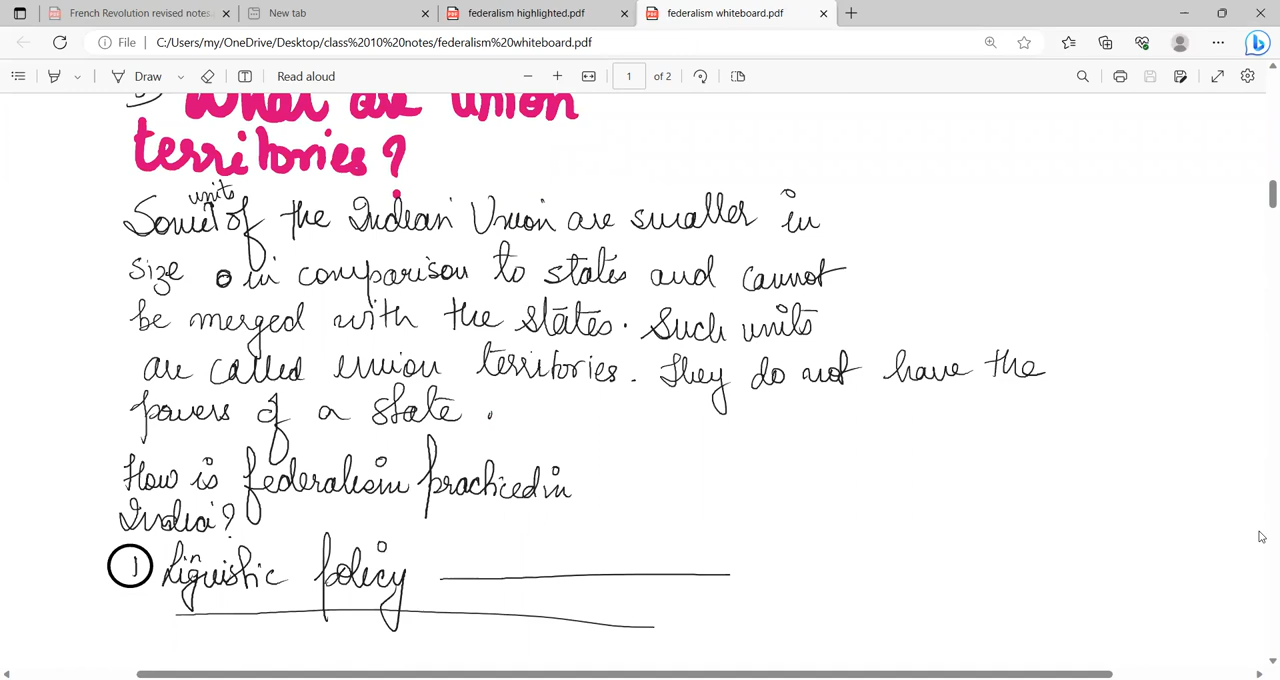 French Revolution revised notes.
New tab
federalism highlighted.pdf
federalism whiteboard.pdf
File
C:/Users/my/OneDrive/Desktop/class%2010%20notes/federalism%20whiteboard.pdf
Draw
Read aloud
1
of 2
What are union
territories?
units
Some of the Indian Union are smaller in
size in comparison to states and cannot
be merged with the states. Such units
are called union territories. They do not have the
powers of a state.
How is federalism practiced in
India?
1 Linguistic policy